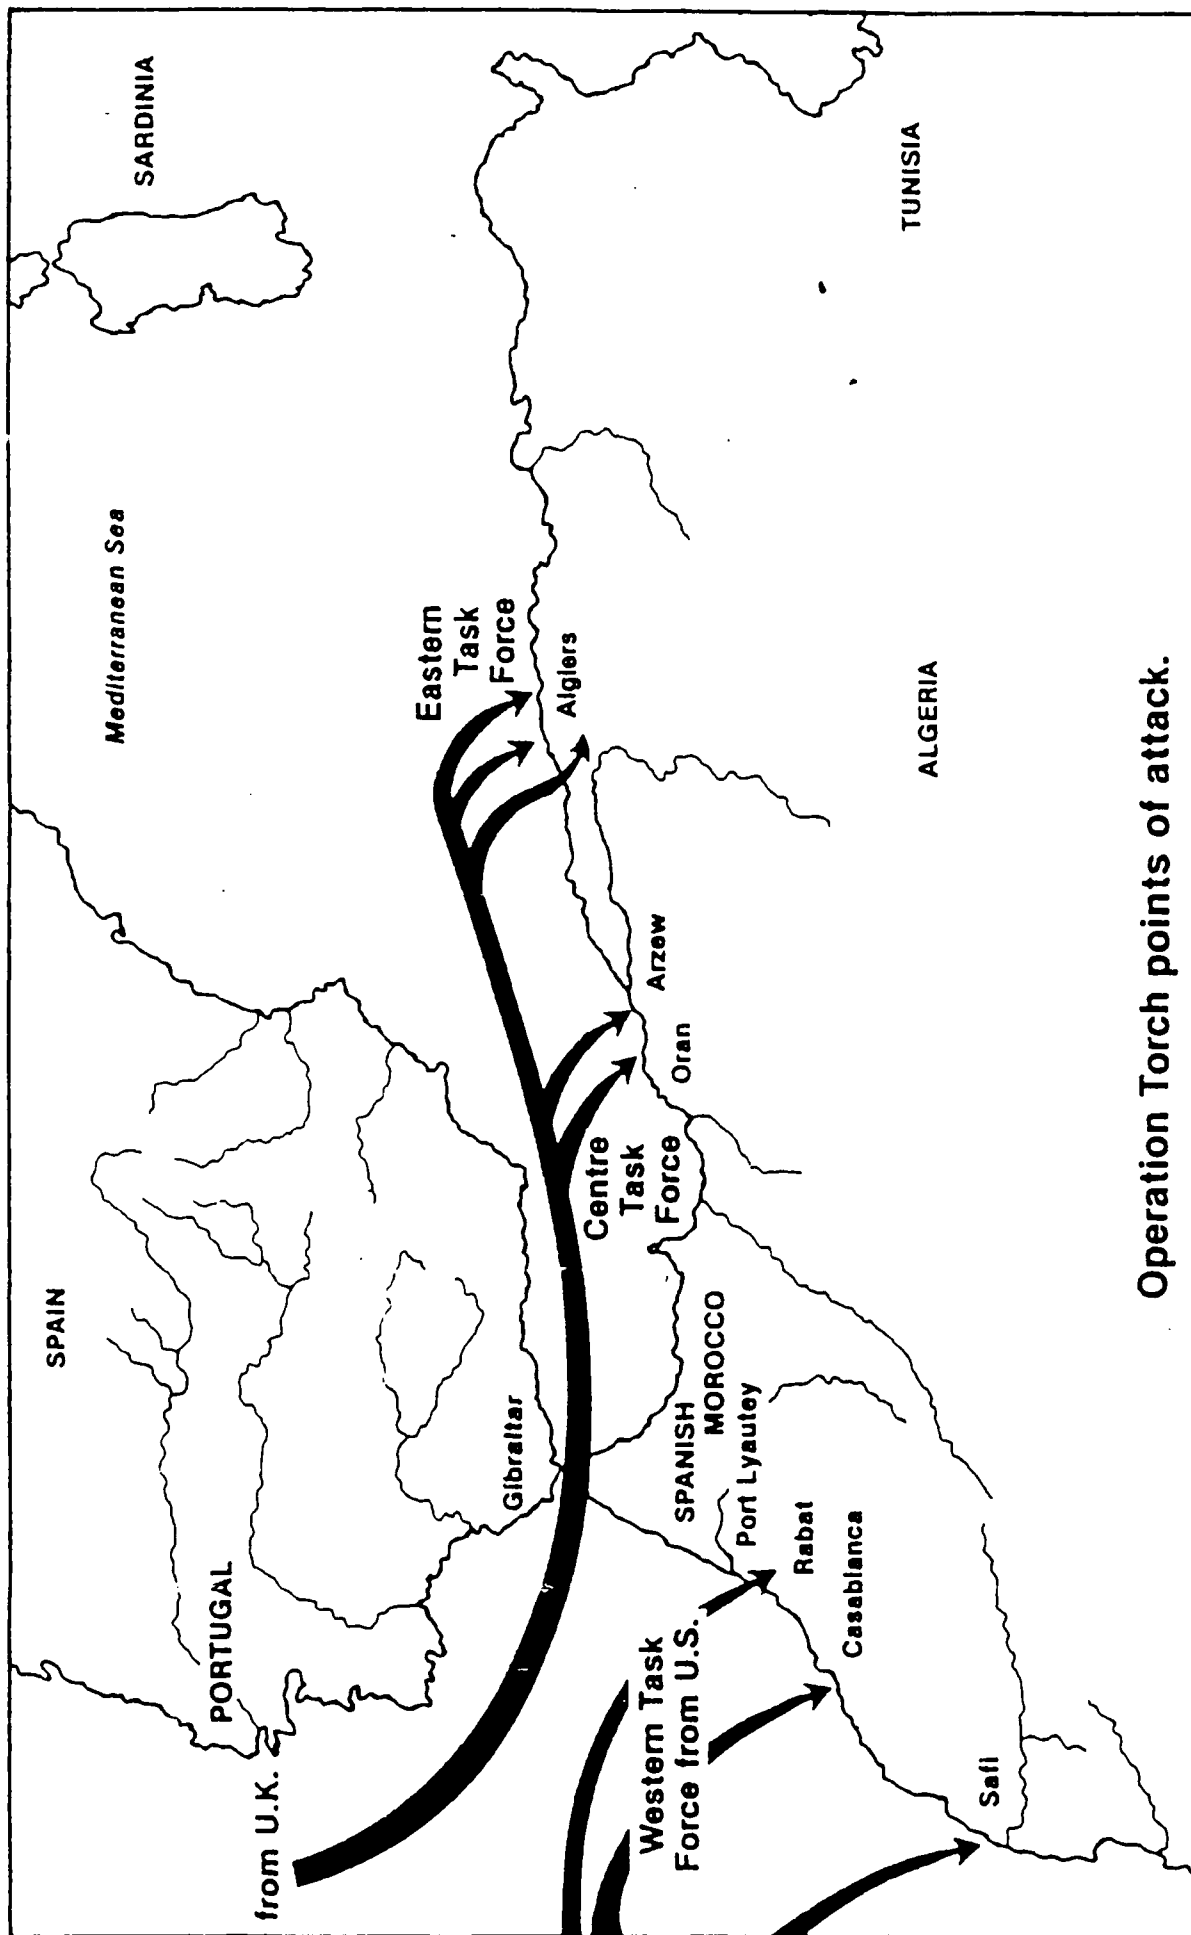 SPAIN
Mediterranean Sea
SARDINIA
PORTUGAL
from U.K.
Gibraltar
Eastern
Task
Force
Algiers
Centre
Task
Force
Arzew
Oran
SPANISH
MOROCCO
Port Lyautey
Rabat
Casablanca
Western Task
Force from U.S.
Safi
ALGERIA
TUNISIA
Operation Torch points of attack.